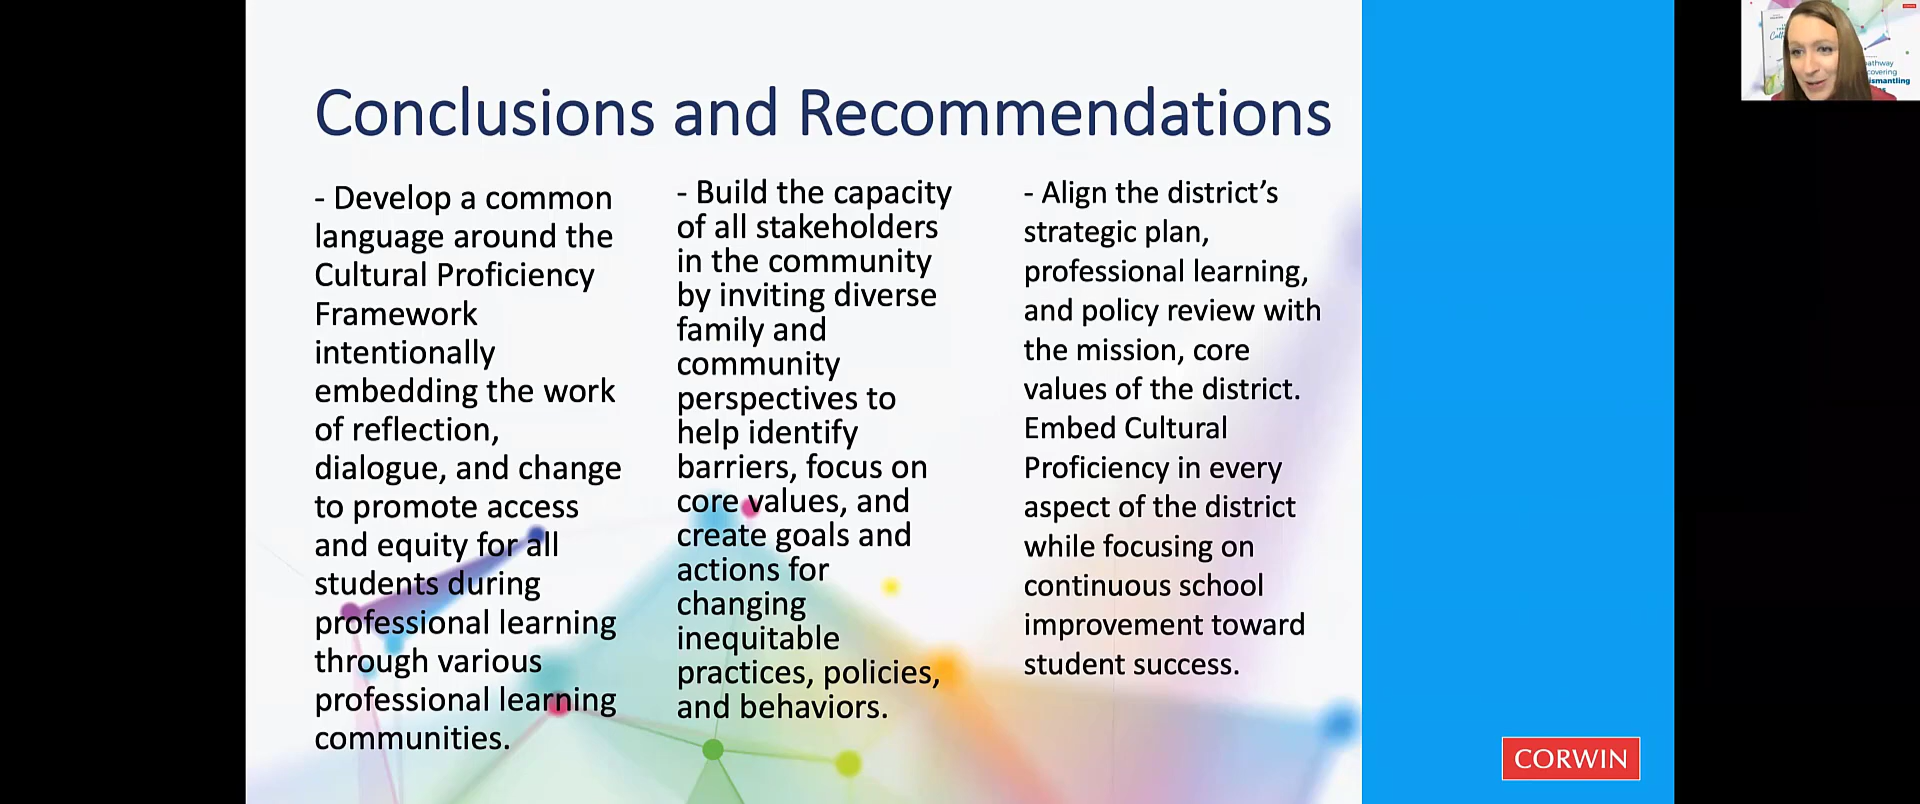 Conclusions and Recommendations
- Develop a common
language around the
Cultural Proficiency
Framework
intentionally
embedding the work
of reflection,
dialogue, and change
to promote access
and equity for all
students during
professional learning
through various
professional learning
communities.
- Build the capacity
of all stakeholders
in the community
by inviting diverse
family and
community
perspectives to
help identify
barriers, focus on
core values, and
create goals and
actions for
changing
inequitable
practices, policies,
and behaviors.
- Align the district’s
strategic plan,
professional learning,
and policy review with
the mission, core
values of the district.
Embed Cultural
Proficiency in every
aspect of the district
while focusing on
continuous school
improvement toward
student success.
CORWIN